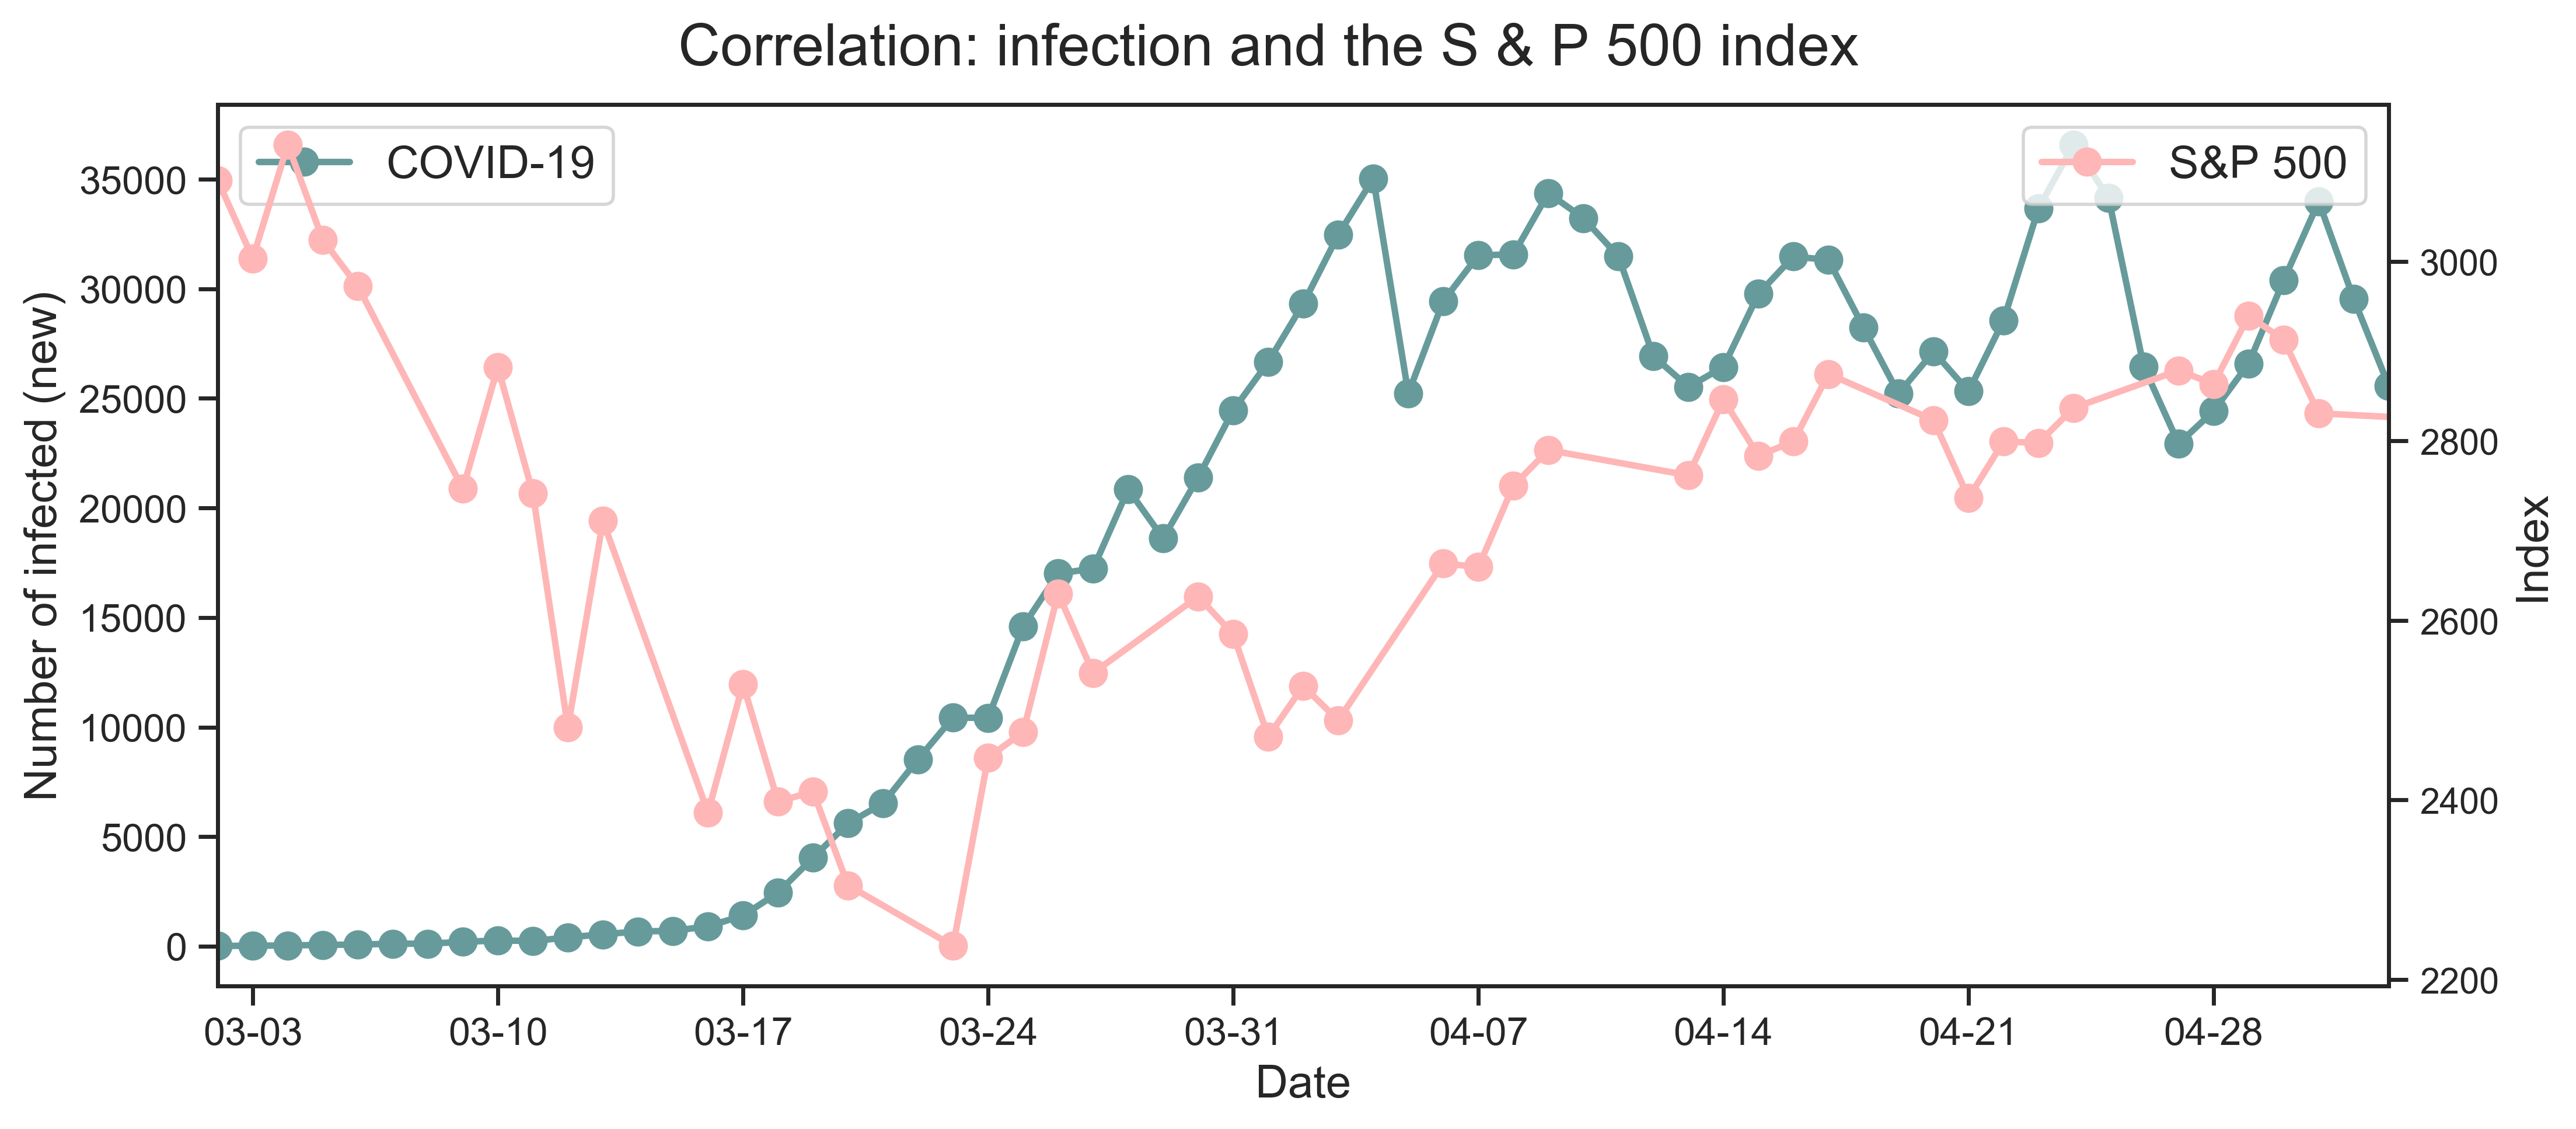 Correlation: infection and the S & P 500 index
COVID-19
S&P 500
Number of infected (new)
35000
30000
25000
20000
15000
10000
5000
0
3000
2800
2600
2400
2200
Index
03-03 03-10 03-17 03-24 03-31 04-07 04-14 04-21 04-28
Date